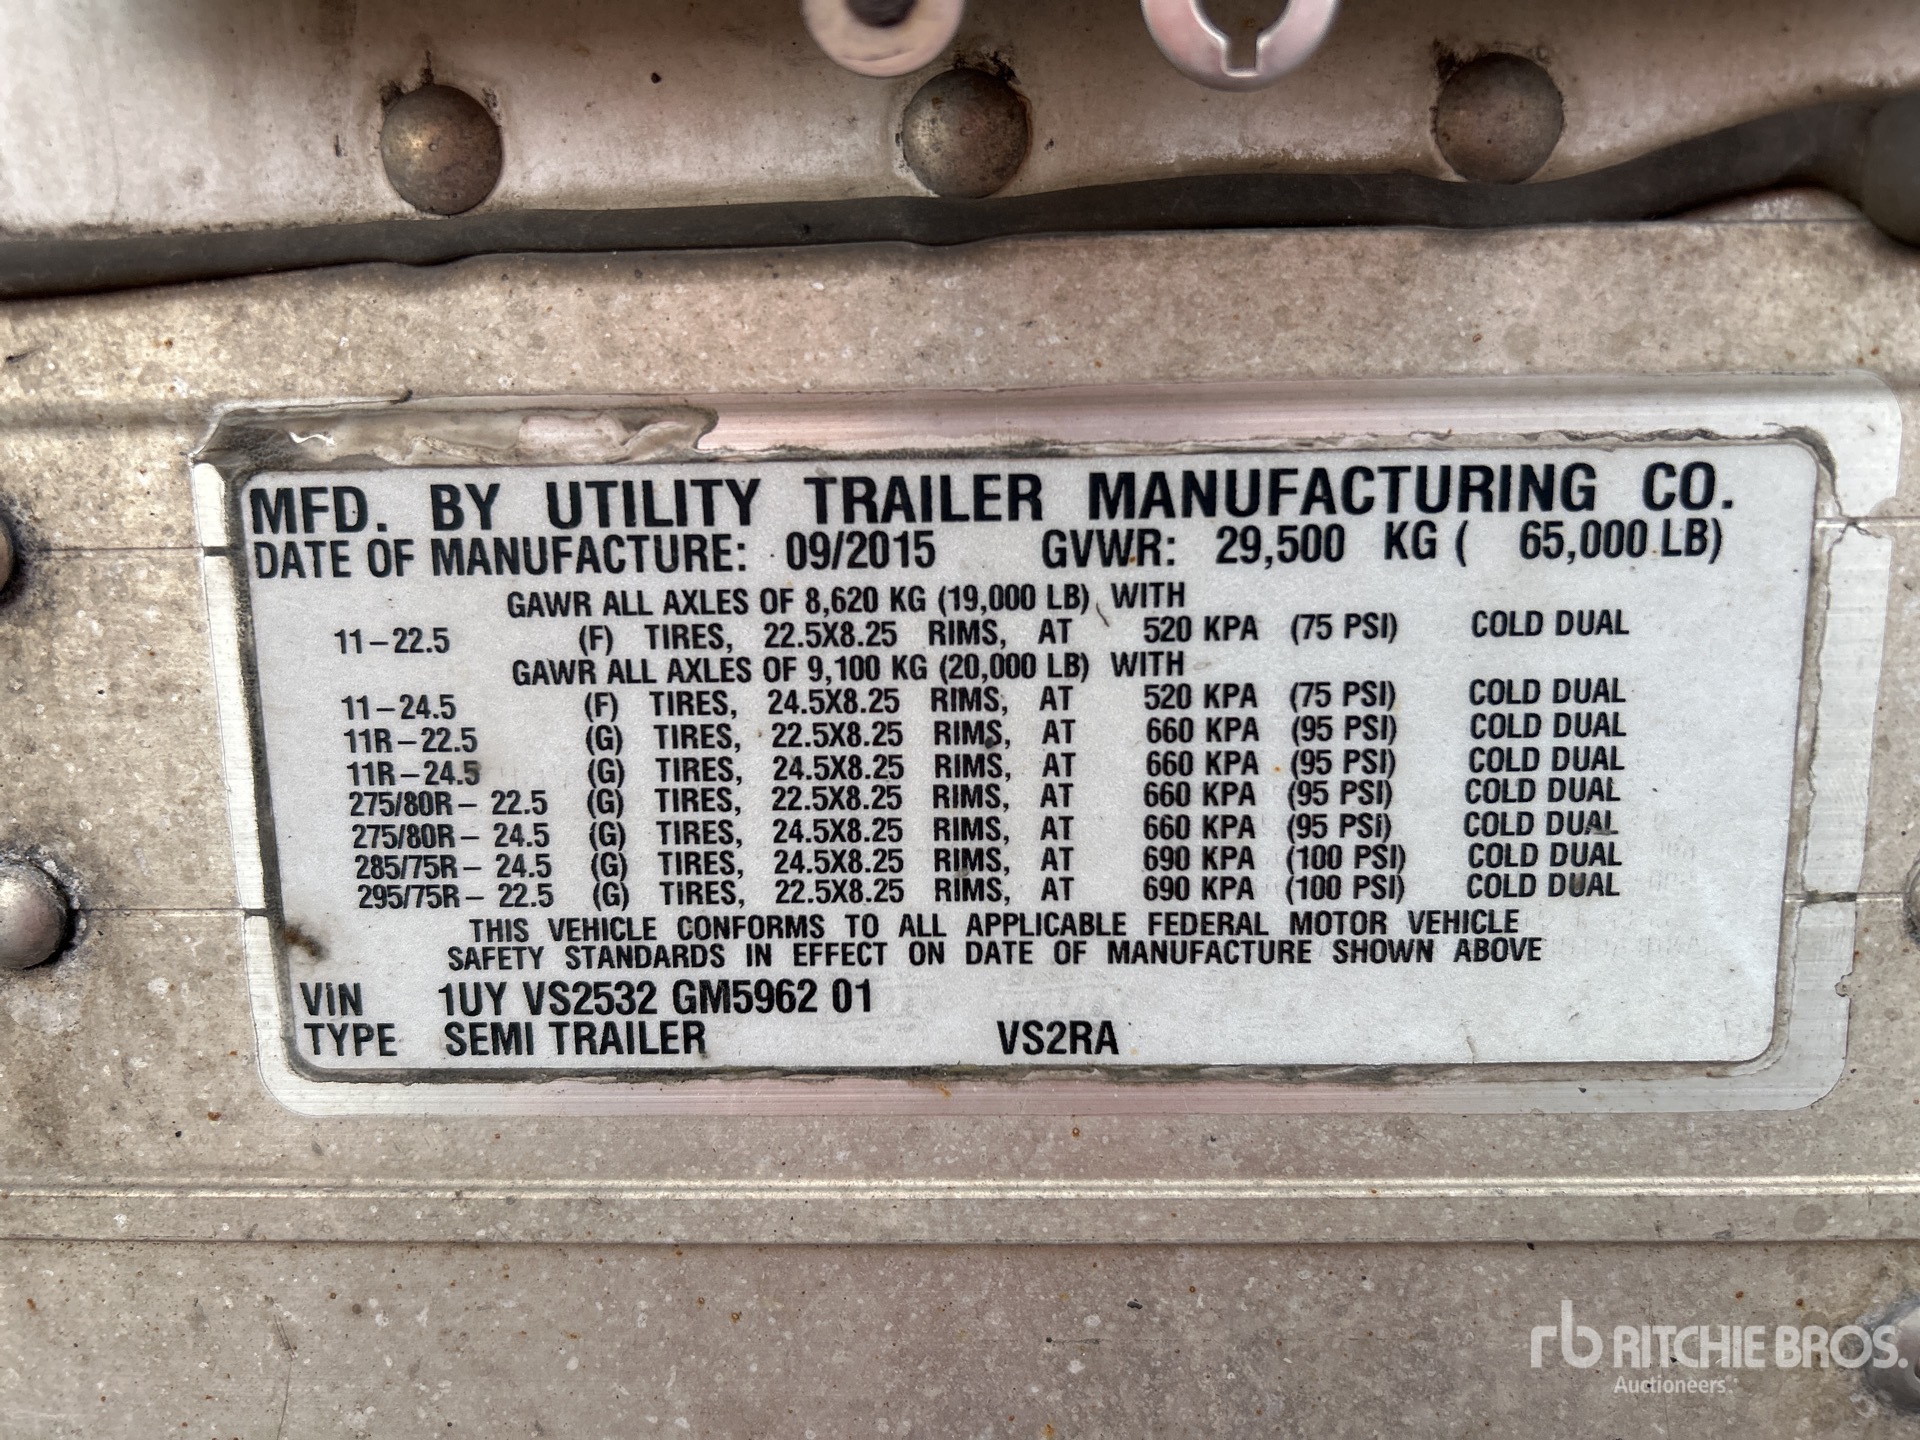 MFD. BY UTILITY TRAILER MANUFACTURING CO.
DATE OF MANUFACTURE: 09/2015 GVWR: 29,500 KG ( 65,000 LB)
GAWR ALL AXLES OF 8,620 KG (19,000 LB) WITH
11-22.5 (F) TIRES, 22.5X8.25 RIMS, AT 520 KPA (75 PSI) COLD DUAL
GAWR ALL AXLES OF 9,100 KG (20,000 LB) WITH
11-24.5 (F) TIRES, 24.5X8.25 RIMS, AT 520 KPA (75 PSI) COLD DUAL
11R-22.5 (G) TIRES, 22.5X8.25 RIMS, AT 660 KPA (95 PSI) COLD DUAL
11R-24.5 (G) TIRES, 24.5X8.25 RIMS, AT 660 KPA (95 PSI) COLD DUAL
275/80R- 22.5 (G) TIRES, 22.5X8.25 RIMS, AT 660 KPA (95 PSI) COLD DUAL
275/80R- 24.5 (G) TIRES, 24.5X8.25 RIMS, AT 660 KPA (95 PSI) COLD DUAL
285/75R- 24.5 (G) TIRES, 24.5X8.25 RIMS, AT 690 KPA (100 PSI) COLD DUAL
295/75R- 22.5 (G) TIRES, 22.5X8.25 RIMS, AT 690 KPA (100 PSI) COLD DUAL
THIS VEHICLE CONFORMS TO ALL APPLICABLE FEDERAL MOTOR VEHICLE
SAFETY STANDARDS IN EFFECT ON DATE OF MANUFACTURE SHOWN ABOVE
VIN 1UY VS2532 GM5962 01
TYPE SEMI TRAILER VS2RA
rb RITCHIE BROS.
Auctioneers